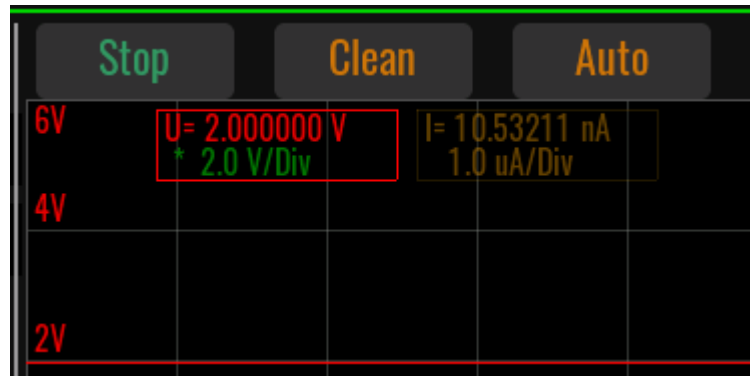 Stop Clean Auto
6V
U= 2.000000 V I= 10.53211 nA
* 2.0 V/Div 1.0 uA/Div
4V
2V